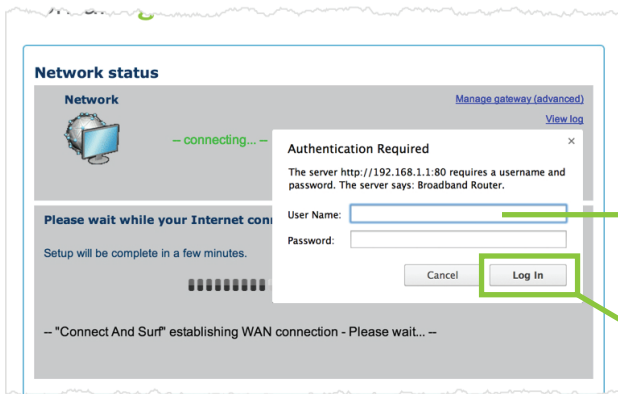 Network status
Network
Manage gateway (advanced)
View log
-- connecting... --
Authentication Required
×
The server http://192.168.1.1:80 requires a username and
password. The server says: Broadband Router.
User Name:
Password:
Cancel
Log In
Please wait while your Internet
Setup will be complete in a few minutes.
-- "Connect And Surf" establishing WAN connection - Please wait... --